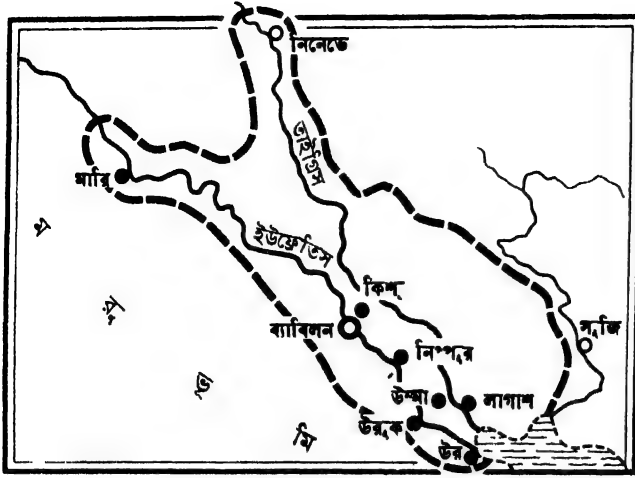 নিনেভে
তাইগ্রিস
মারি
ইউফ্রেতিস
কিশ্
ব্যাবিলন
নিপ্পুর
সুজি
উম্মা
লাগাশ
উরুক
উর
ম রু ভূ মি